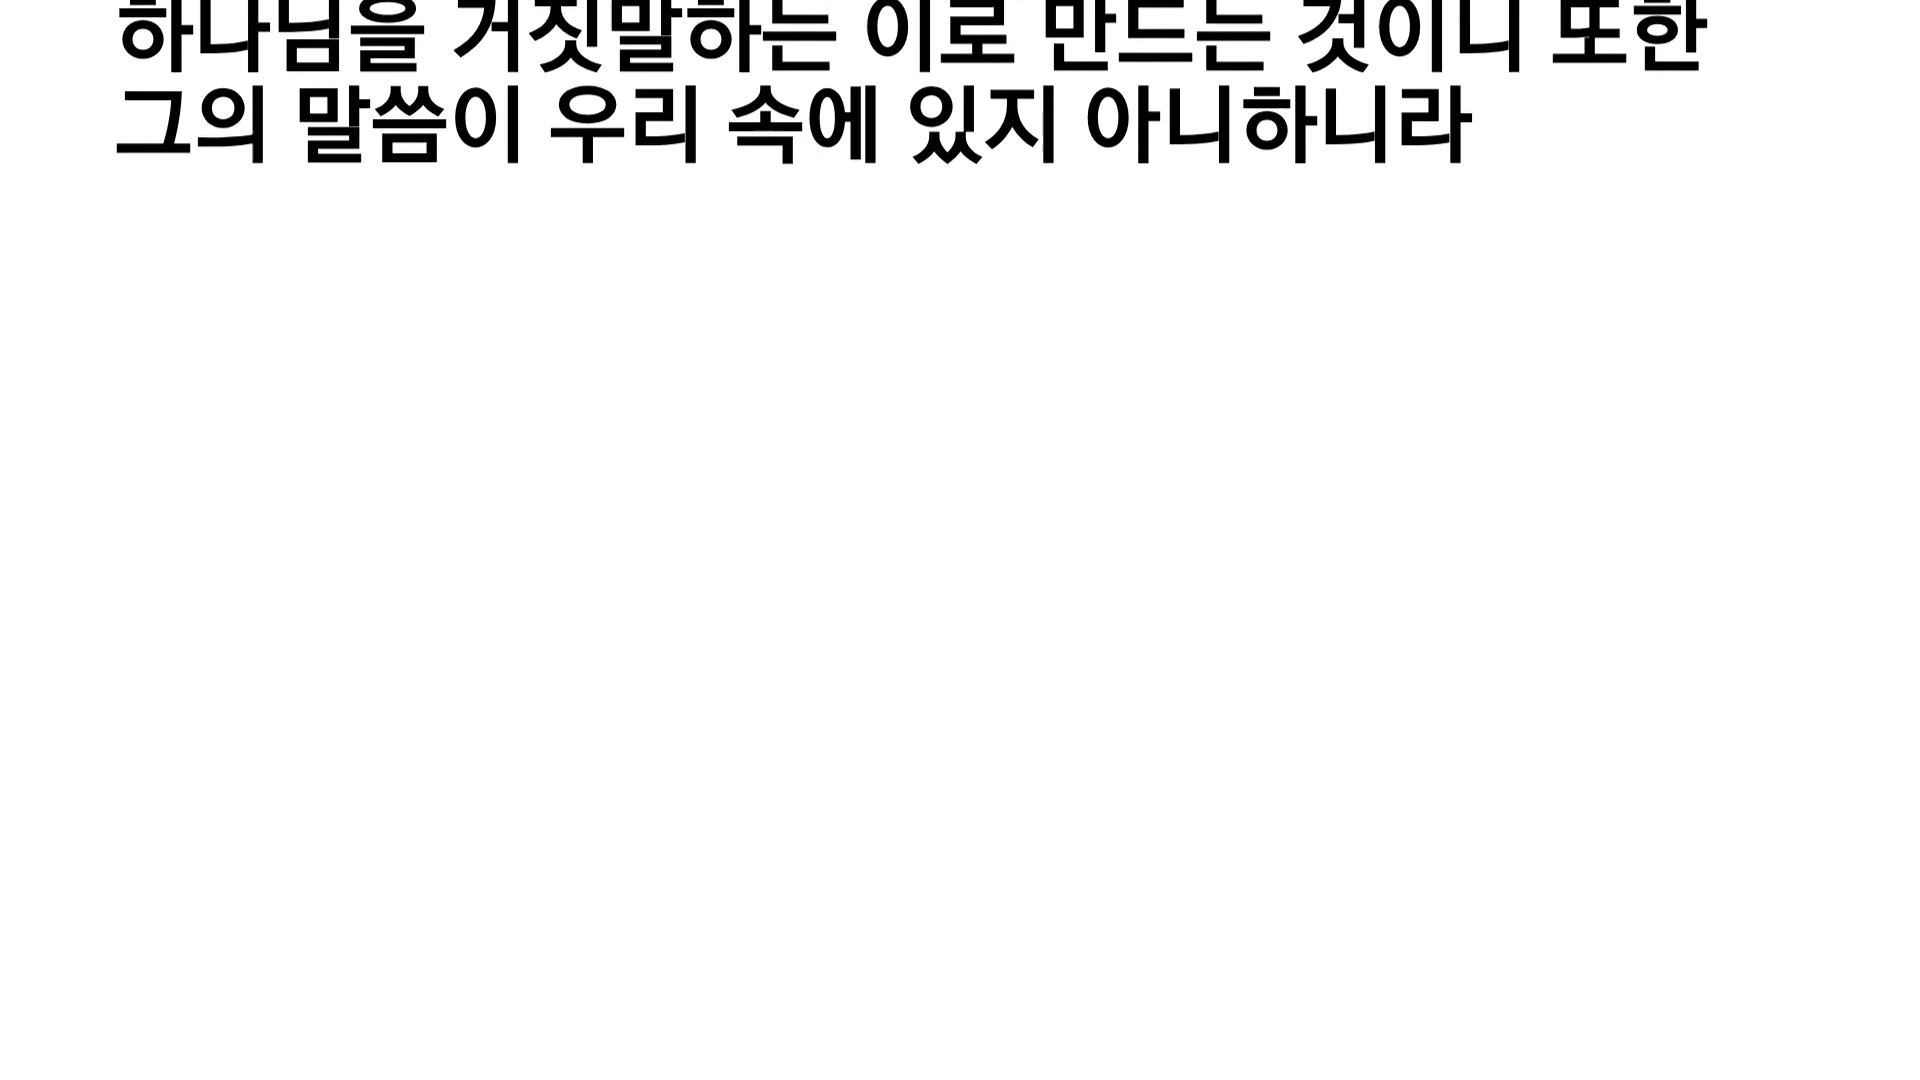 하나님을 거짓말하는 이로 만드는 것이니 또한
그의 말씀이 우리 속에 있지 아니하니라